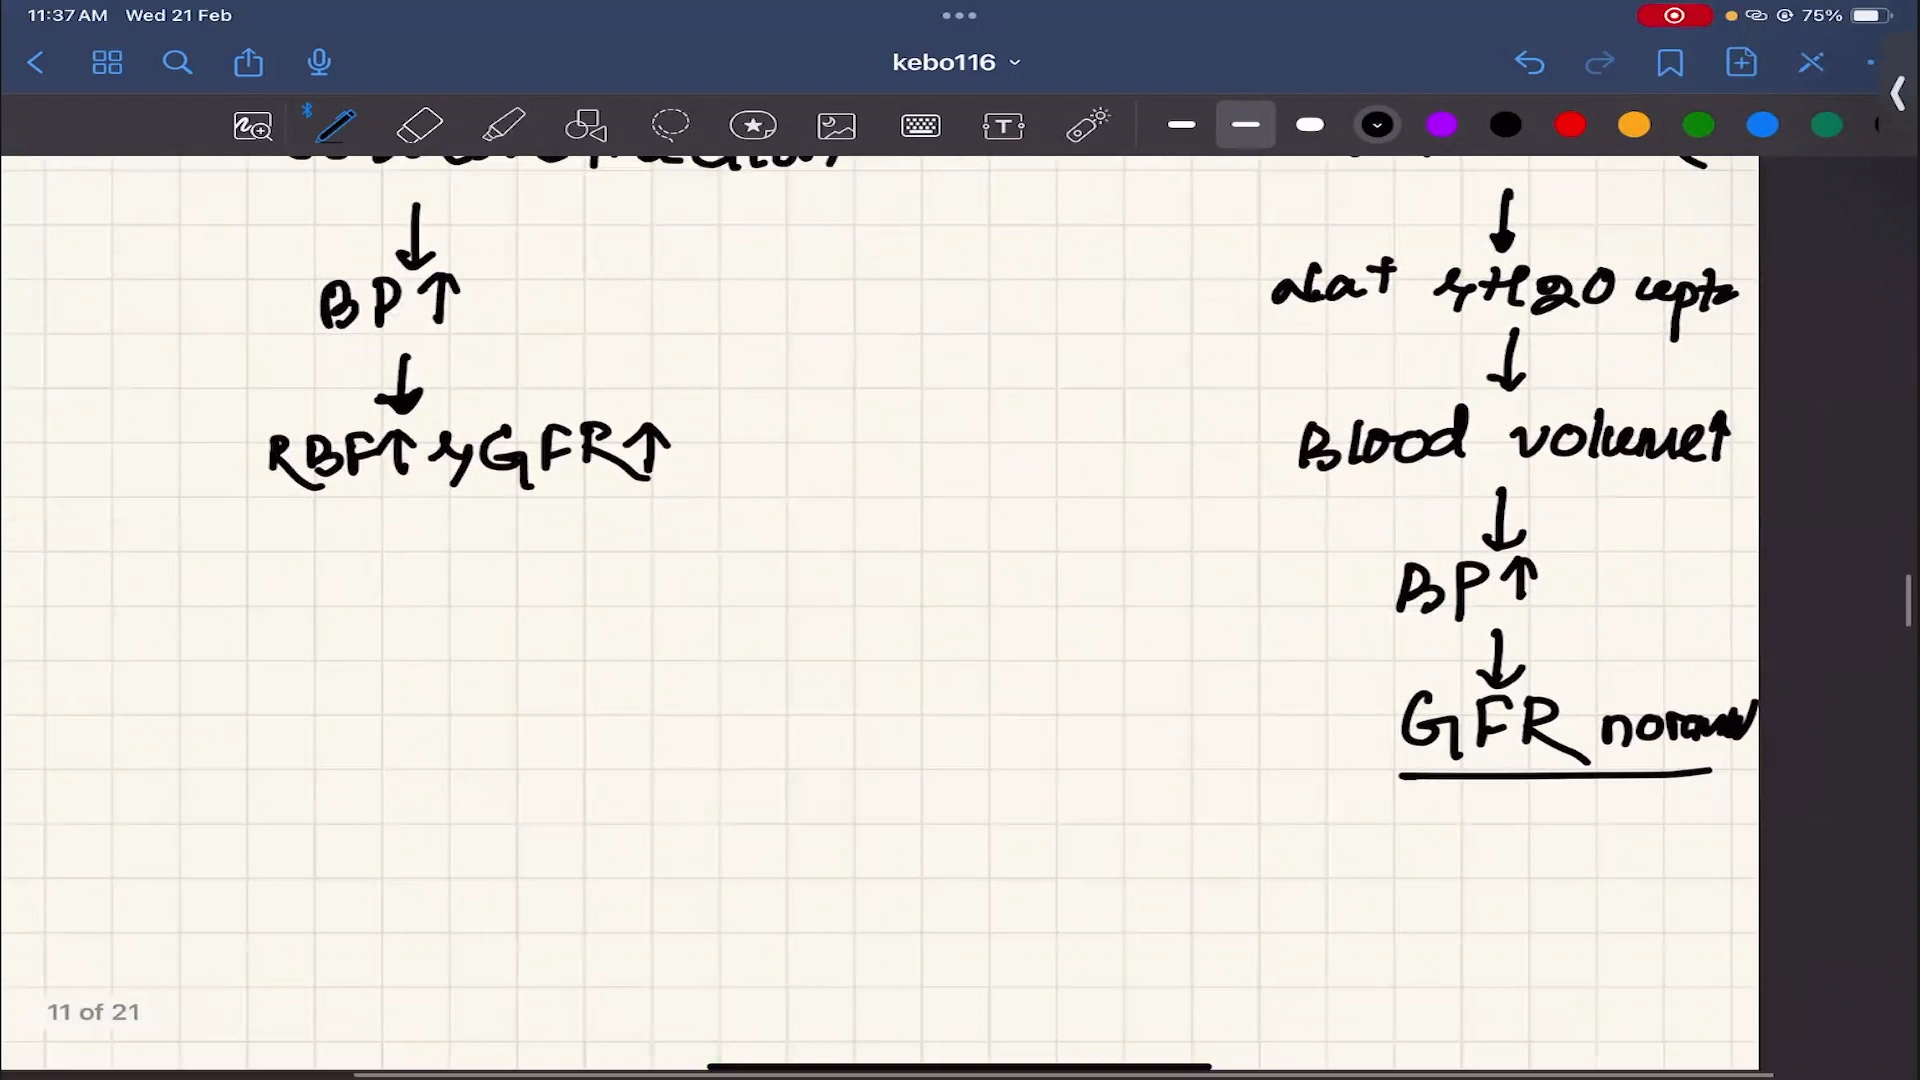 11:37 AM Wed 21 Feb
75%
kebo116
T
↓
BP↑
↓
RBF↑ & GFR↑
↓
Na+ & H2O
↓
Blood volume↑
↓
BP↑
↓
GFR normal
11 of 21